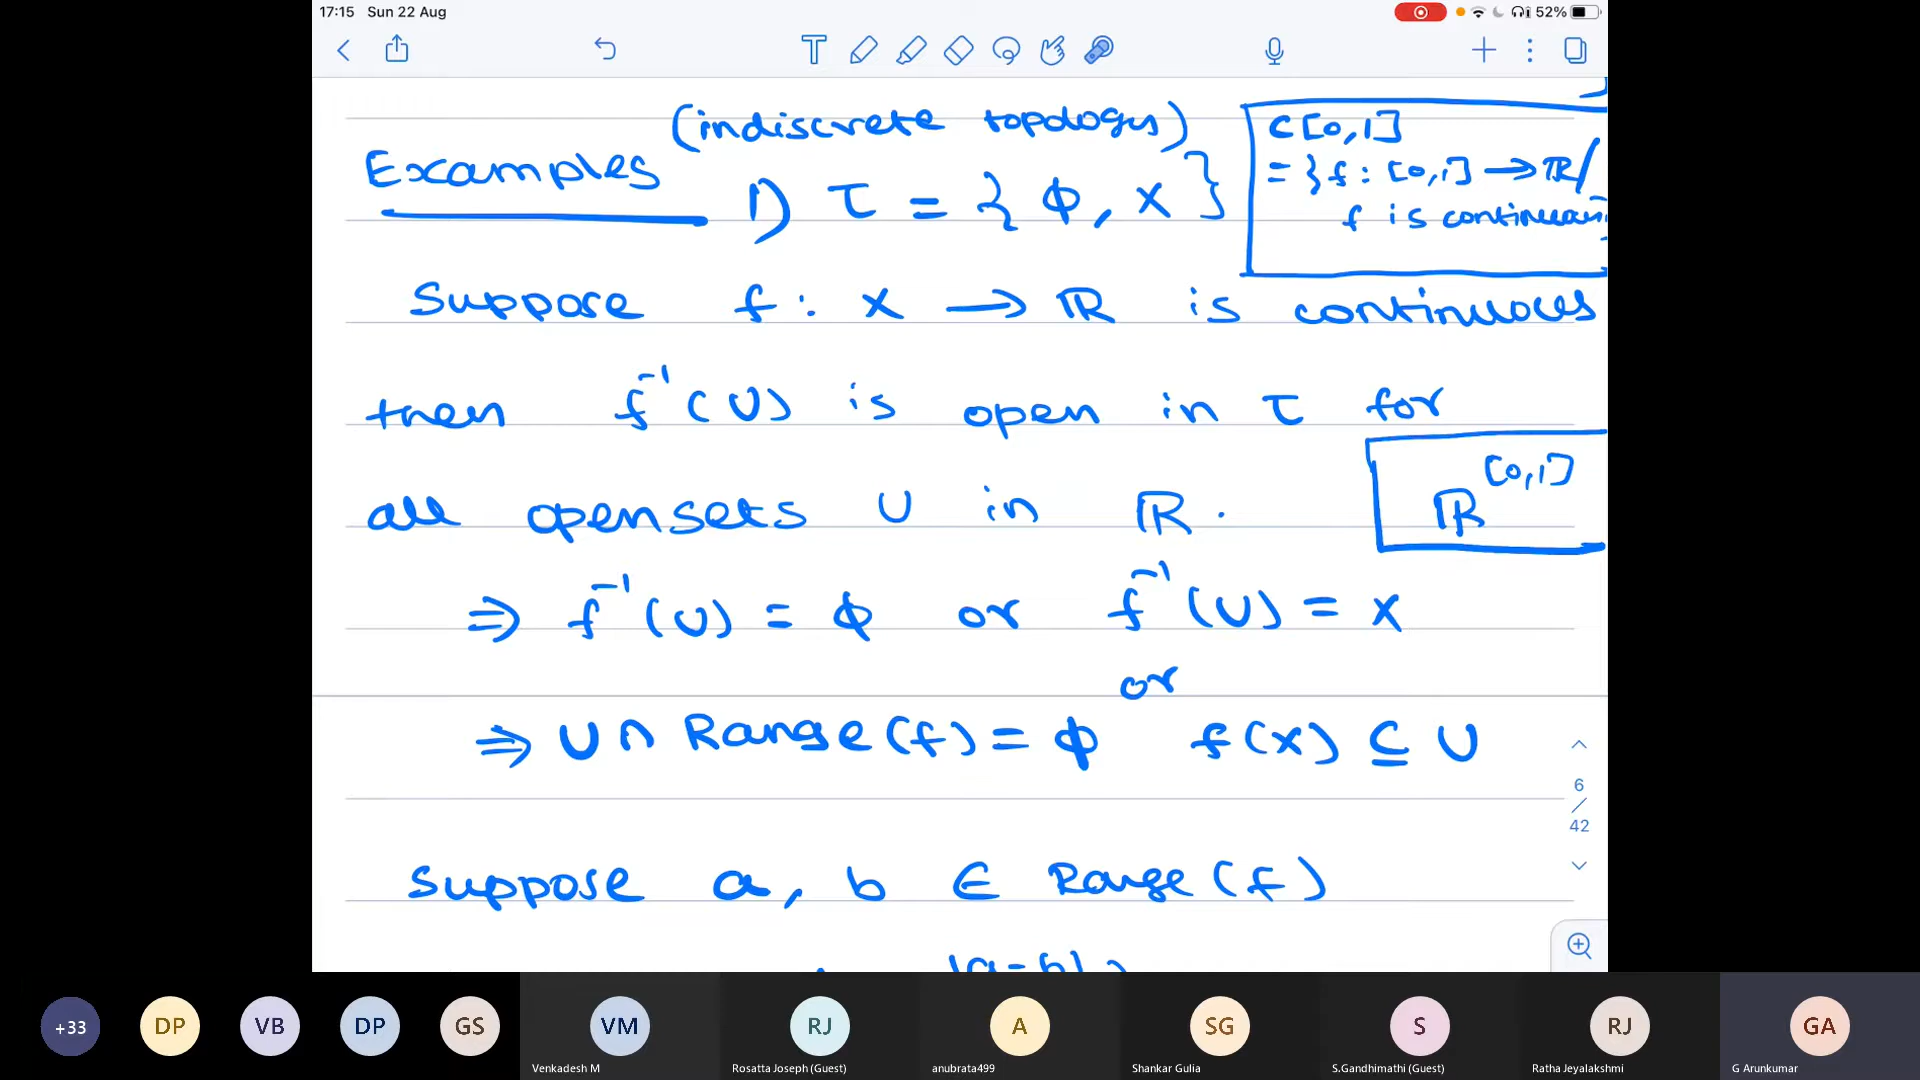 17:15 Sun 22 Aug
52%
(indiscrete topology)
Examples 1) τ = { φ, X }
C[0,1]
= { f : [0,1] → ℝ /
f is continuous
Suppose f : X → ℝ is continuous
then f⁻¹(U) is open in τ for
all open sets U in ℝ.
ℝ^[0,1]
⇒ f⁻¹(U) = φ or f⁻¹(U) = X
or
⇒ U ∩ Range(f) = φ f(X) ⊆ U
6
/
42
Suppose a, b ∈ Range(f)
|a-b|
+33 DP VB DP GS VM RJ A SG S RJ GA
Venkadesh M Rosatta Joseph (Guest) anubrata499 Shankar Gulia S.Gandhimathi (Guest) Ratha Jeyalakshmi G Arunkumar